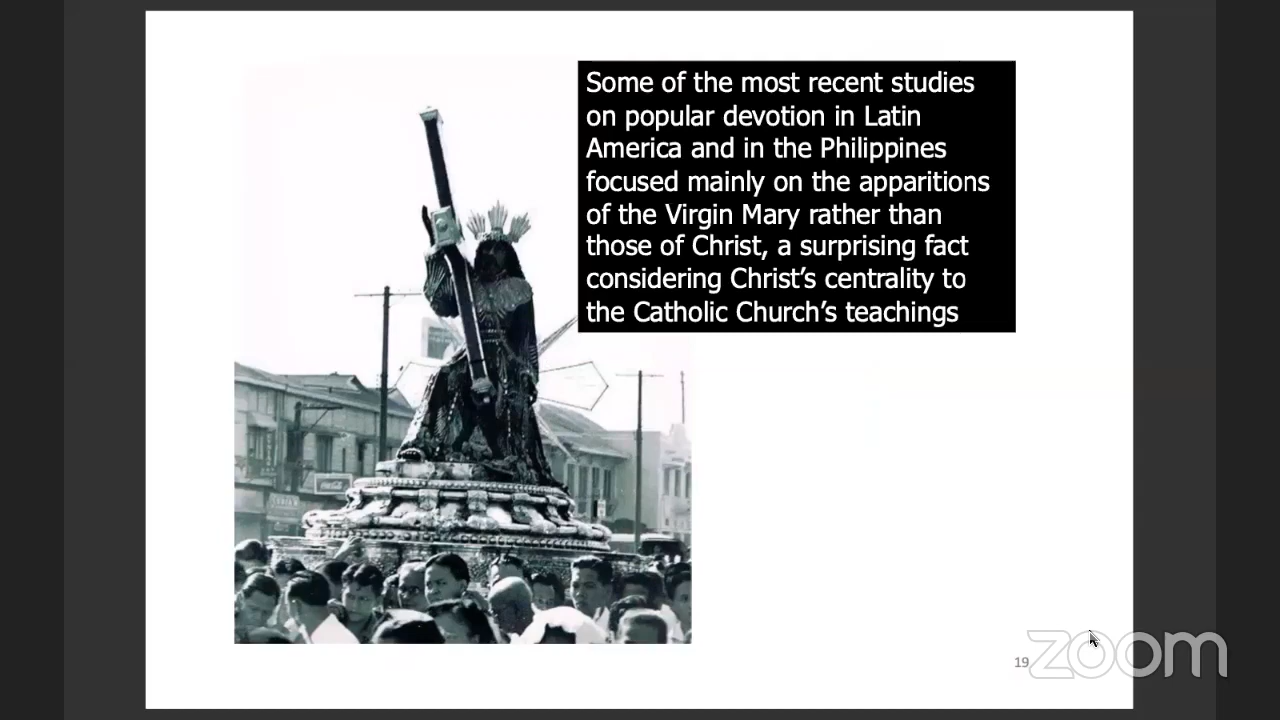 Some of the most recent studies
on popular devotion in Latin
America and in the Philippines
focused mainly on the apparitions
of the Virgin Mary rather than
those of Christ, a surprising fact
considering Christ's centrality to
the Catholic Church's teachings
Coca-Cola
19
zoom